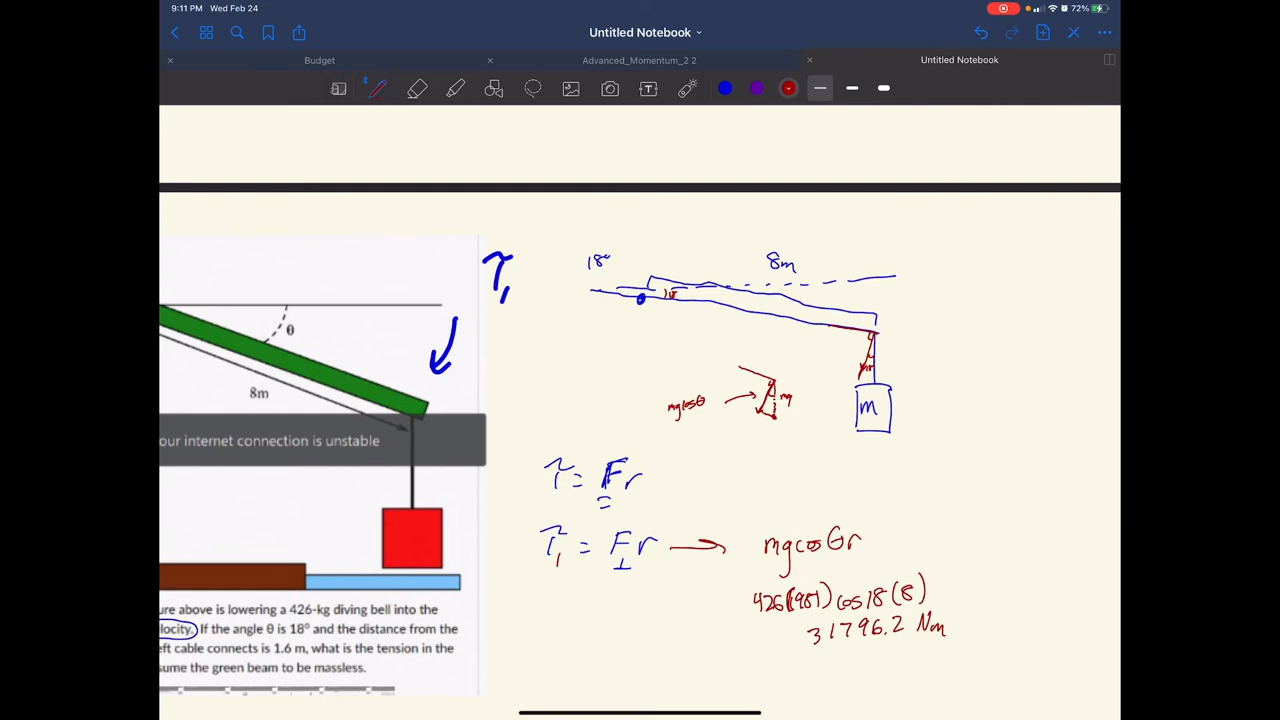 9:11 PM Wed Feb 24
72%
Untitled Notebook
Budget
Advanced_Momentum_2 2
Untitled Notebook
T
τ₁
18°
8m
18
θ
8m
mgcosθ
mg
m
our internet connection is unstable
τ = Fr
τ₁ = F⊥r → mgcosθr
426(981) cos18(8)
31796.2 Nm
ure above is lowering a 426-kg diving bell into the
locity. If the angle θ is 18° and the distance from the
eft cable connects is 1.6 m, what is the tension in the
sume the green beam to be massless.